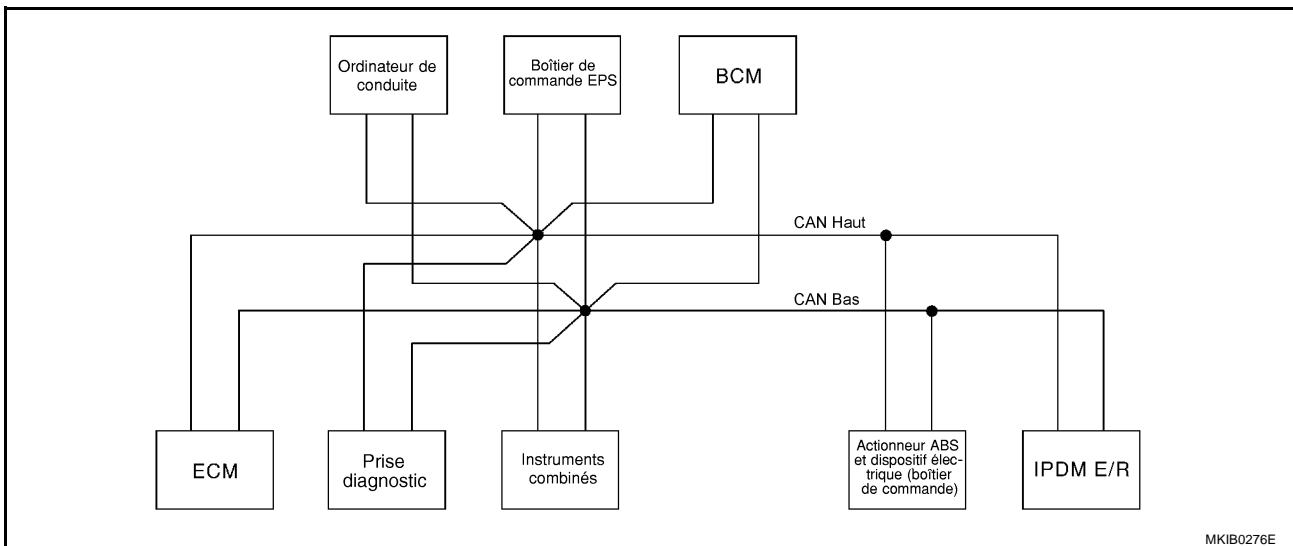 Ordinateur de
conduite
Boîtier de
commande EPS
BCM
CAN Haut
CAN Bas
ECM
Prise
diagnostic
Instruments
combinés
Actionneur ABS
et dispositif élec-
trique (boîtier
de commande)
IPDM E/R
MKIB0276E